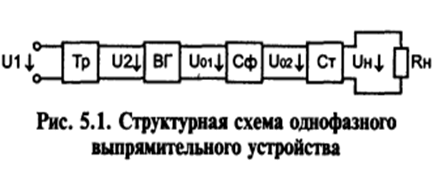 U1 Тр U2 ВГ U01 Сф U02 Ст Uн Rн
Рис. 5.1. Структурная схема однофазного
выпрямительного устройства